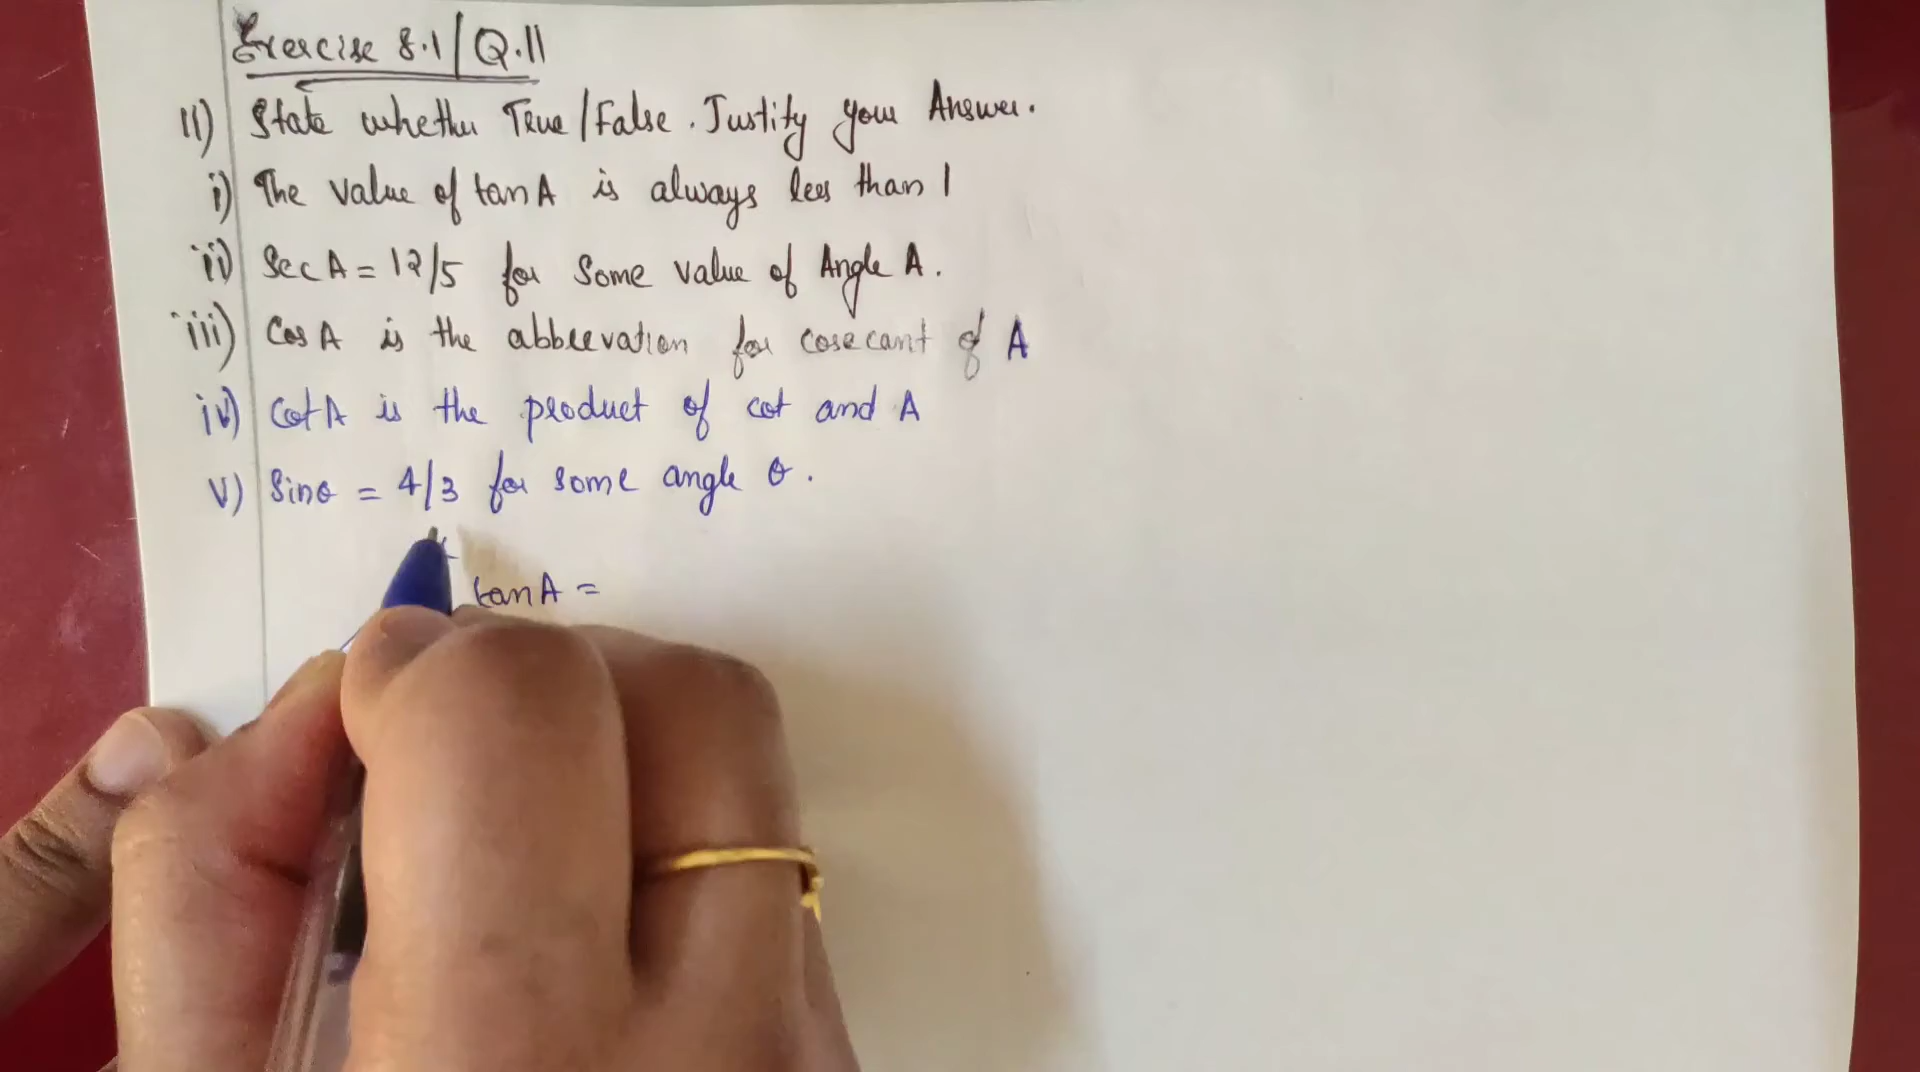 Exercise 8.1/Q.11
11) State whether True/False. Justify your Answer.
i) The value of tanA is always less than 1
ii) Sec A = 12/5 for Some value of Angle A.
iii) Cos A is the abbrevation for cosecant of A
iv) Cot A is the product of cot and A
v) Sinθ = 4/3 for some angle θ.
tanA =